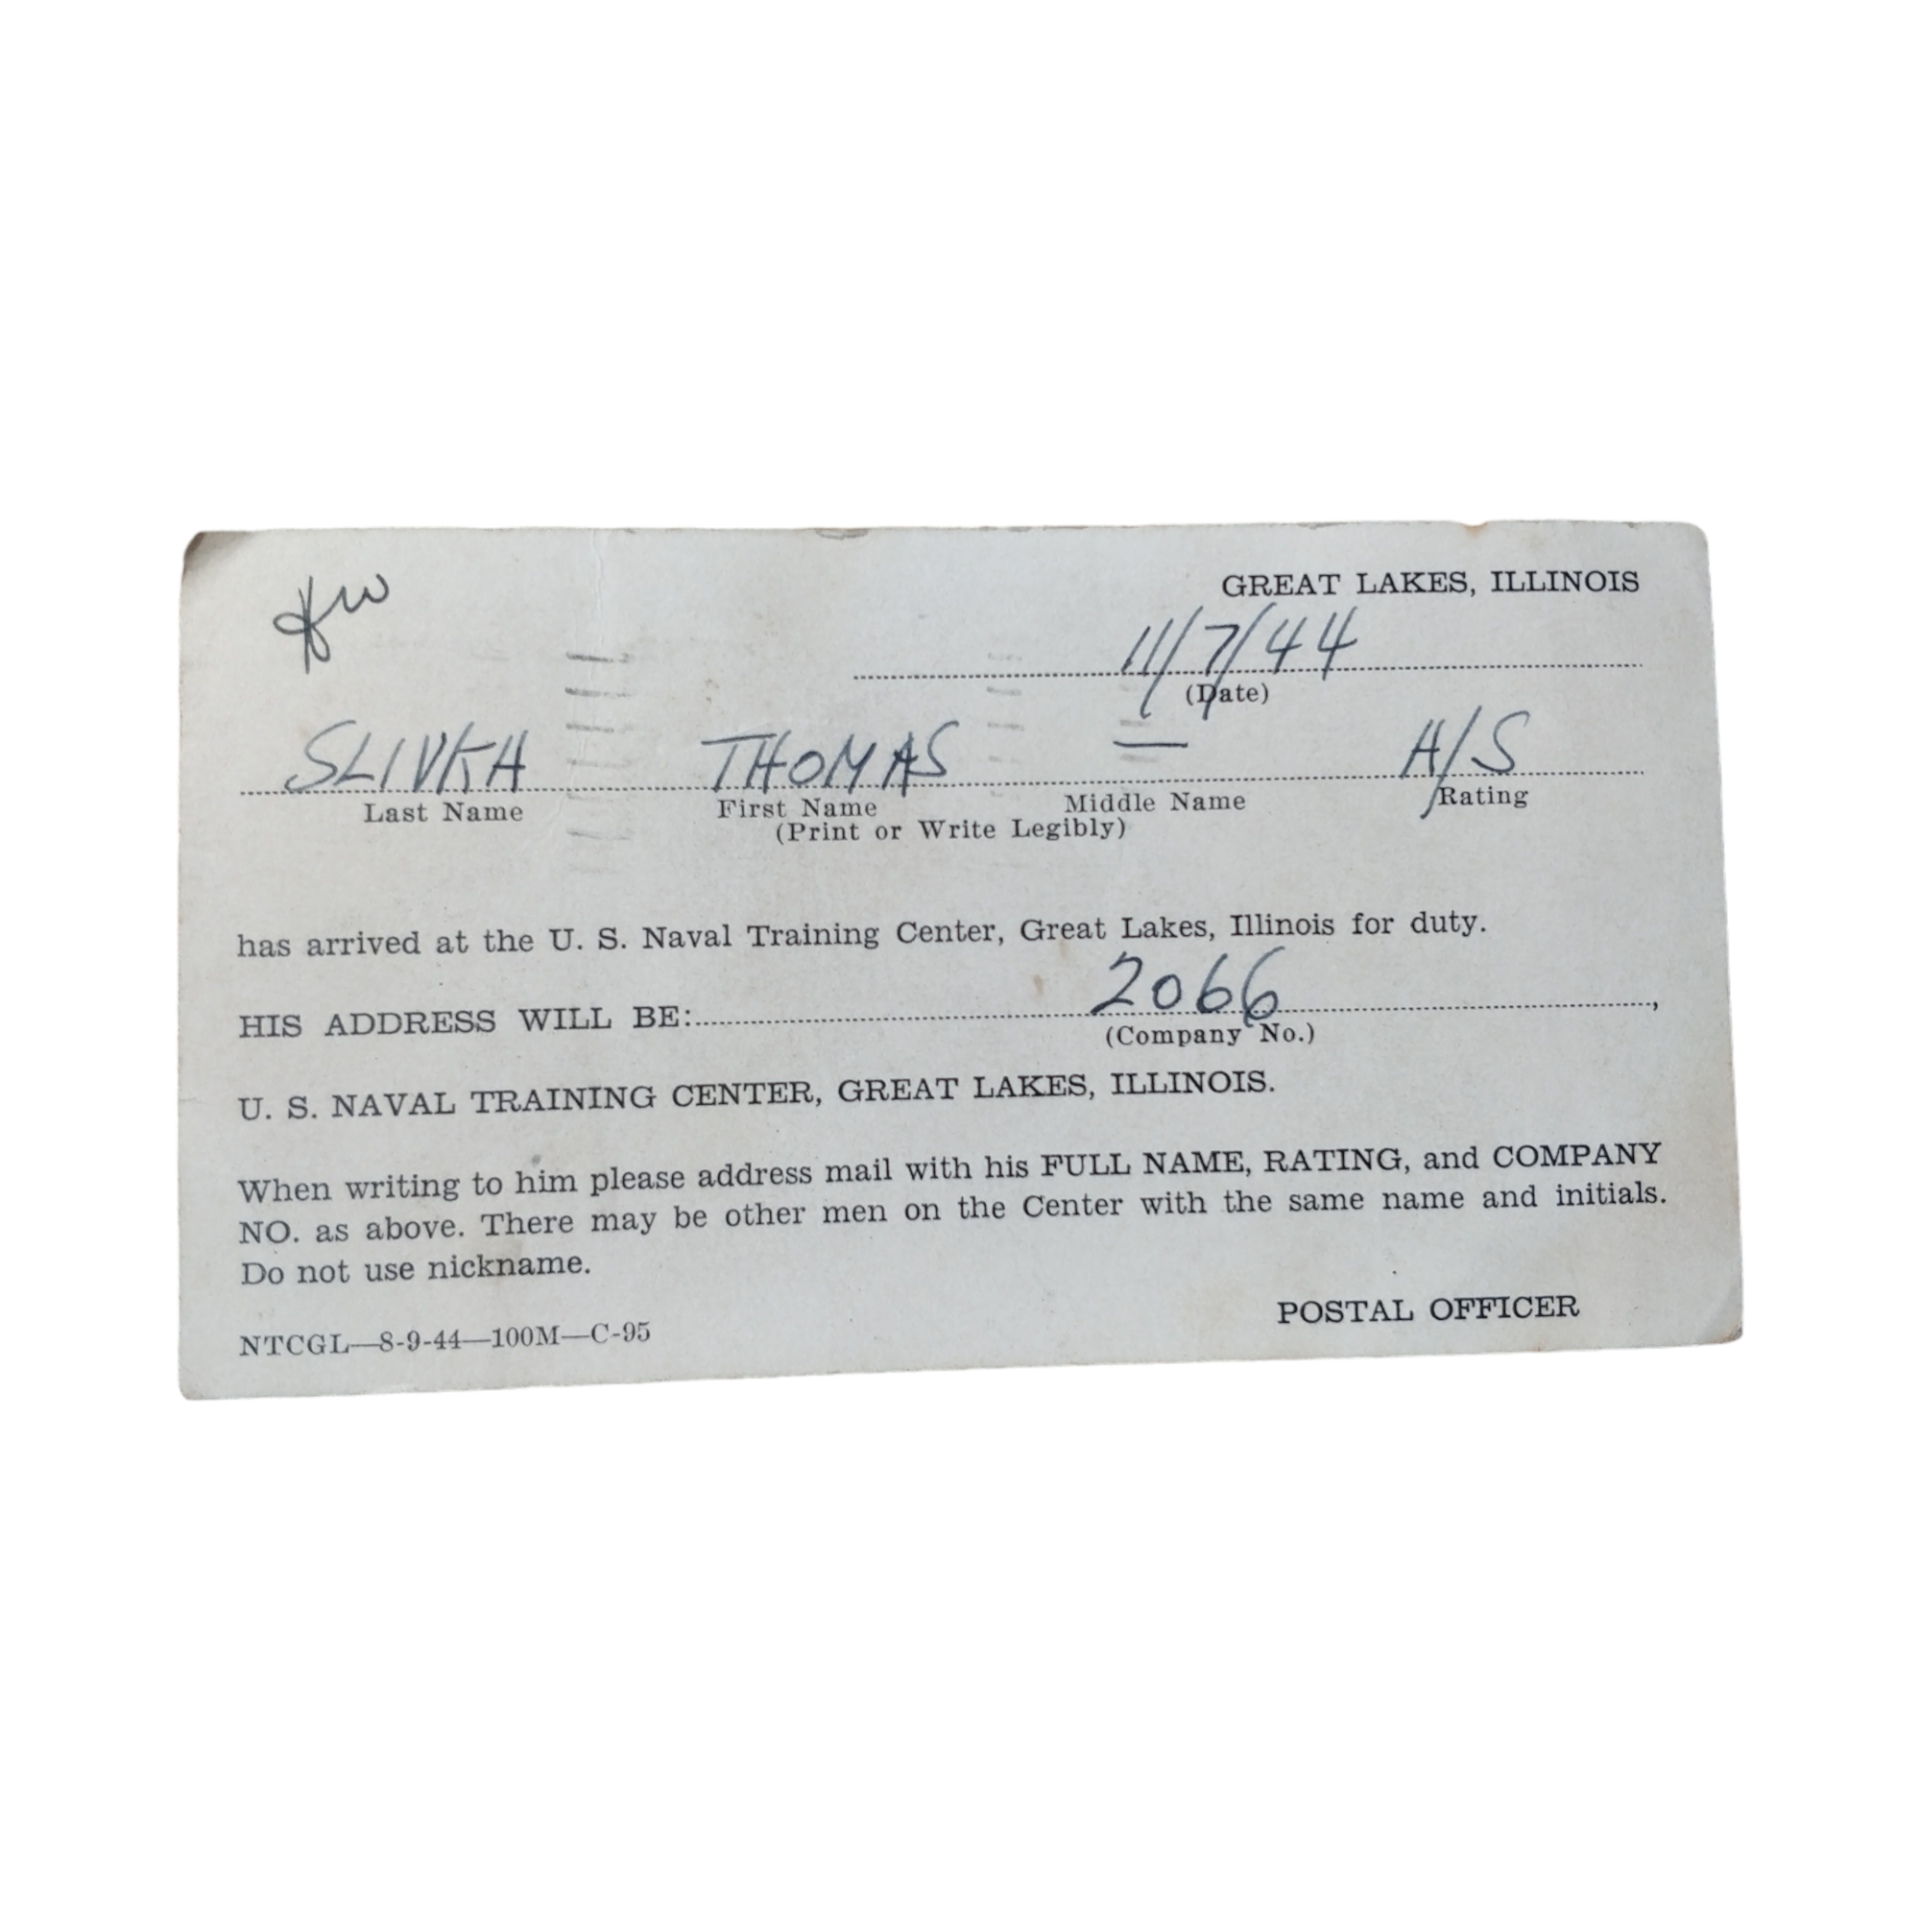 GREAT LAKES, ILLINOIS
11/7/44
(Date)
SLIVKA THOMAS — A/S
Last Name First Name Middle Name Rating
(Print or Write Legibly)
has arrived at the U. S. Naval Training Center, Great Lakes, Illinois for duty.
HIS ADDRESS WILL BE: 2066,
(Company No.)
U. S. NAVAL TRAINING CENTER, GREAT LAKES, ILLINOIS.
When writing to him please address mail with his FULL NAME, RATING, and COMPANY
NO. as above. There may be other men on the Center with the same name and initials.
Do not use nickname.
POSTAL OFFICER
NTCGL—8-9-44—100M—C-95